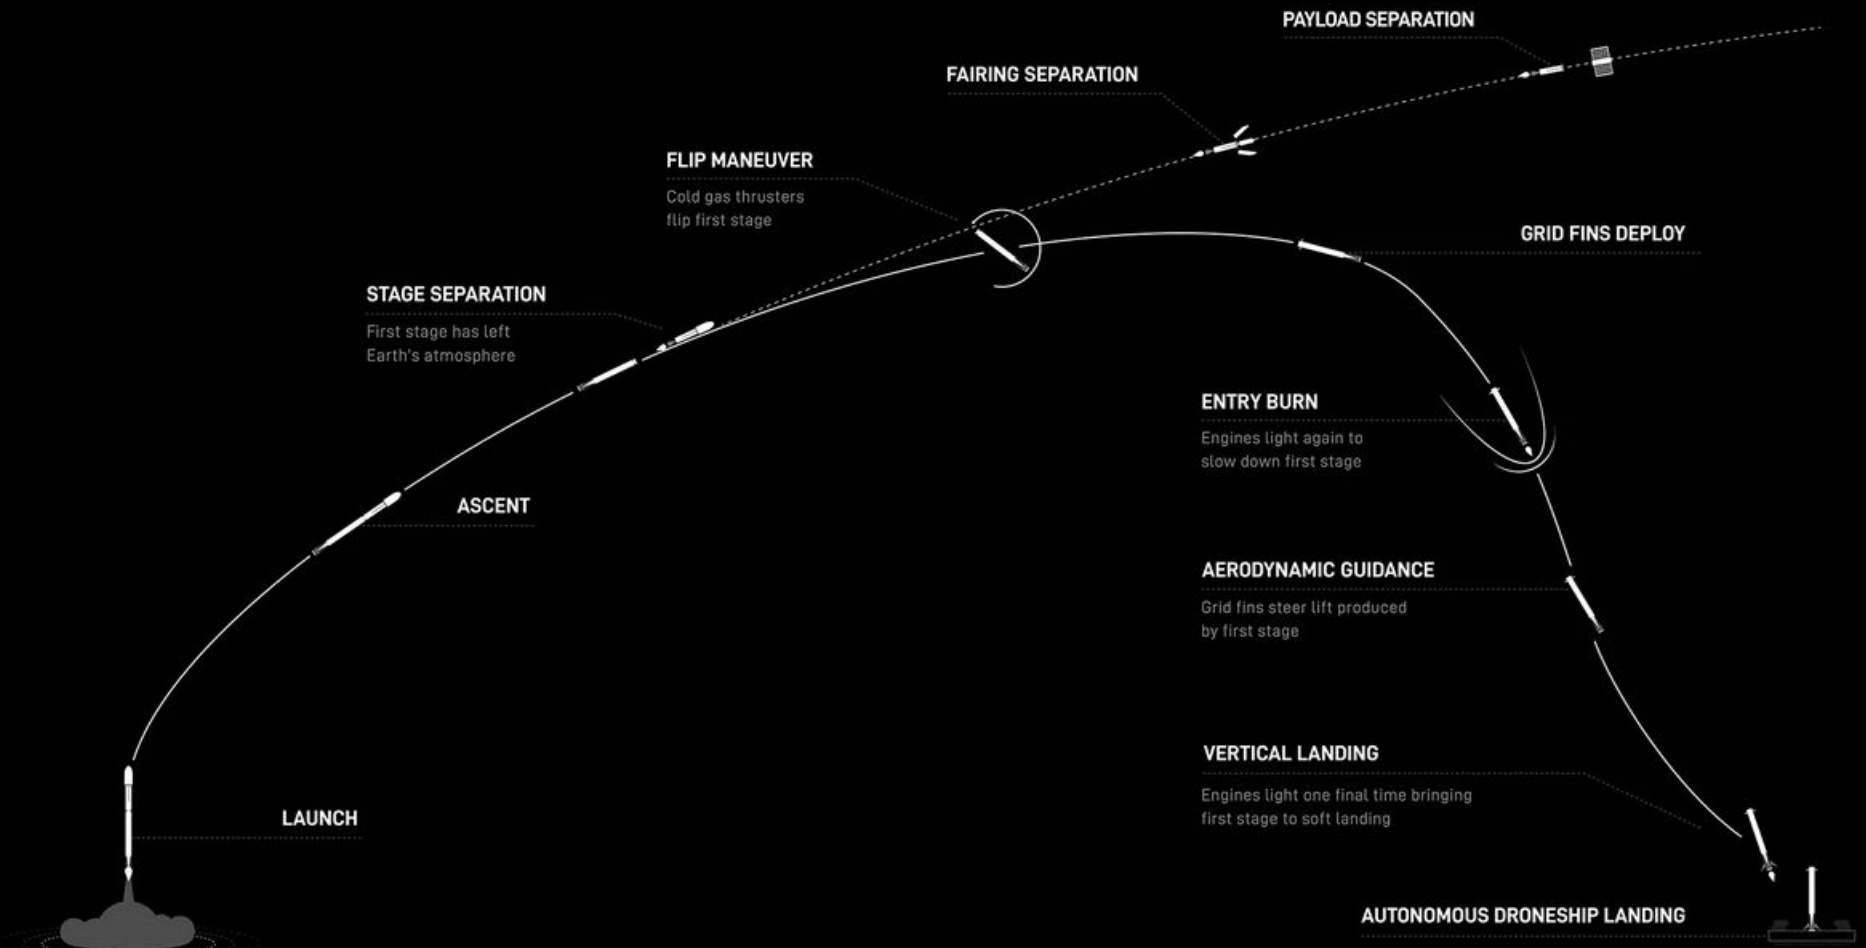 PAYLOAD SEPARATION
FAIRING SEPARATION
FLIP MANEUVER
Cold gas thrusters
flip first stage
GRID FINS DEPLOY
STAGE SEPARATION
First stage has left
Earth's atmosphere
ENTRY BURN
Engines light again to
slow down first stage
ASCENT
AERODYNAMIC GUIDANCE
Grid fins steer lift produced
by first stage
VERTICAL LANDING
Engines light one final time bringing
first stage to soft landing
LAUNCH
AUTONOMOUS DRONESHIP LANDING